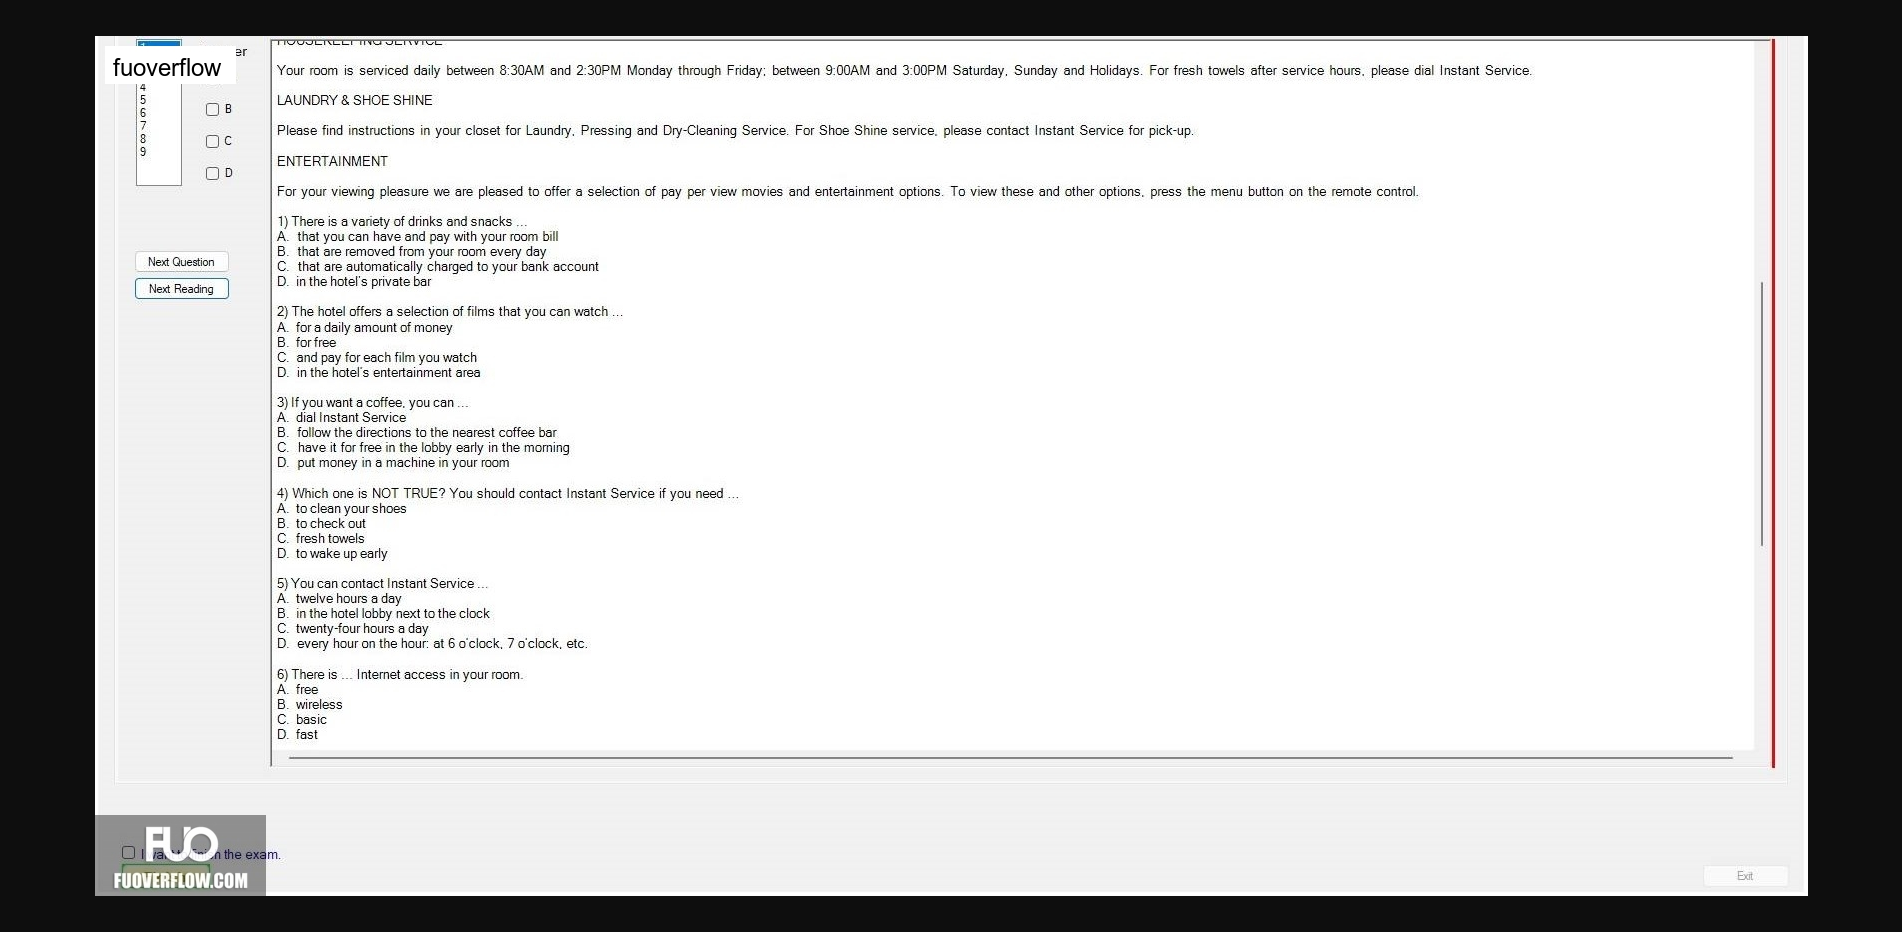 HOUSEKEEPING SERVICE
er
fuoverflow
Your room is serviced daily between 8:30AM and 2:30PM Monday through Friday; between 9:00AM and 3:00PM Saturday, Sunday and Holidays. For fresh towels after service hours, please dial Instant Service.
4
5
6
7
8
9
B
C
D
LAUNDRY & SHOE SHINE
Please find instructions in your closet for Laundry, Pressing and Dry-Cleaning Service. For Shoe Shine service, please contact Instant Service for pick-up.
ENTERTAINMENT
For your viewing pleasure we are pleased to offer a selection of pay per view movies and entertainment options. To view these and other options, press the menu button on the remote control.
1) There is a variety of drinks and snacks ...
A. that you can have and pay with your room bill
B. that are removed from your room every day
C. that are automatically charged to your bank account
D. in the hotel's private bar
Next Question
Next Reading
2) The hotel offers a selection of films that you can watch ...
A. for a daily amount of money
B. for free
C. and pay for each film you watch
D. in the hotel's entertainment area
3) If you want a coffee, you can ...
A. dial Instant Service
B. follow the directions to the nearest coffee bar
C. have it for free in the lobby early in the morning
D. put money in a machine in your room
4) Which one is NOT TRUE? You should contact Instant Service if you need ...
A. to clean your shoes
B. to check out
C. fresh towels
D. to wake up early
5) You can contact Instant Service ...
A. twelve hours a day
B. in the hotel lobby next to the clock
C. twenty-four hours a day
D. every hour on the hour: at 6 o'clock, 7 o'clock, etc.
6) There is ... Internet access in your room.
A. free
B. wireless
C. basic
D. fast
FUO
I want to finish the exam.
FUOVERFLOW.COM
Exit